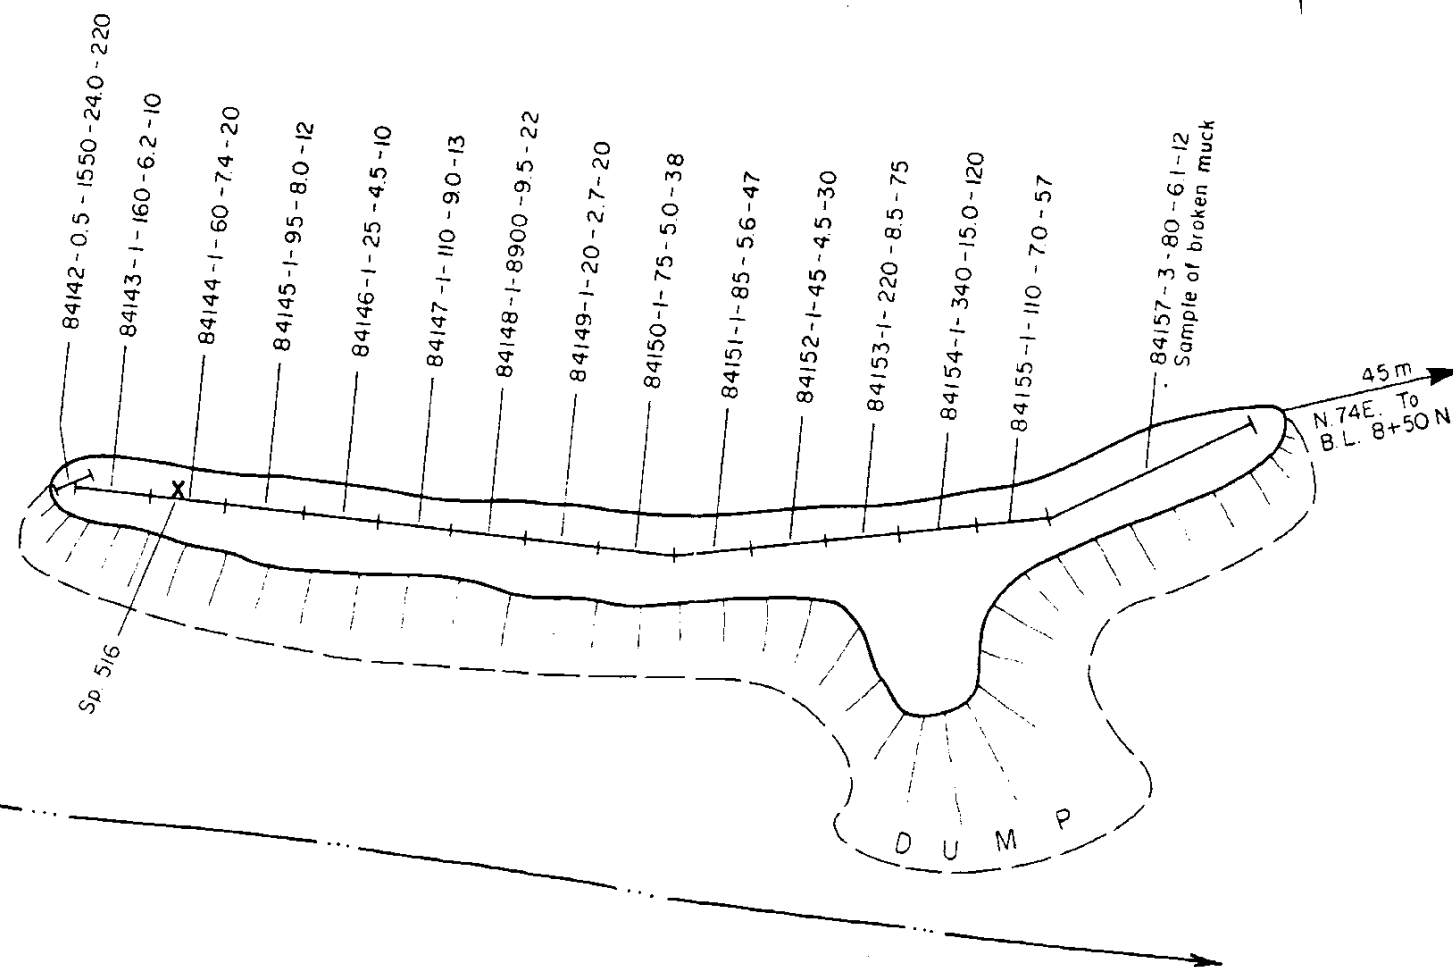 84142-0.5-1550-24.0-220
84143-1-160-6.2-10
84144-1-60-7.4-20
84145-1-95-8.0-12
84146-1-25-4.5-10
84147-1-110-9.0-13
84148-1-8900-9.5-22
84149-1-20-2.7-20
84150-1-75-5.0-38
84151-1-85-5.6-47
84152-1-45-4.5-30
84153-1-220-8.5-75
84154-1-340-15.0-120
84155-1-110-7.0-57
84157-3-80-6.1-12
Sample of broken muck
45m
N.74E. To
B.L. 8+50 N
X
Sp. 516
DUMP